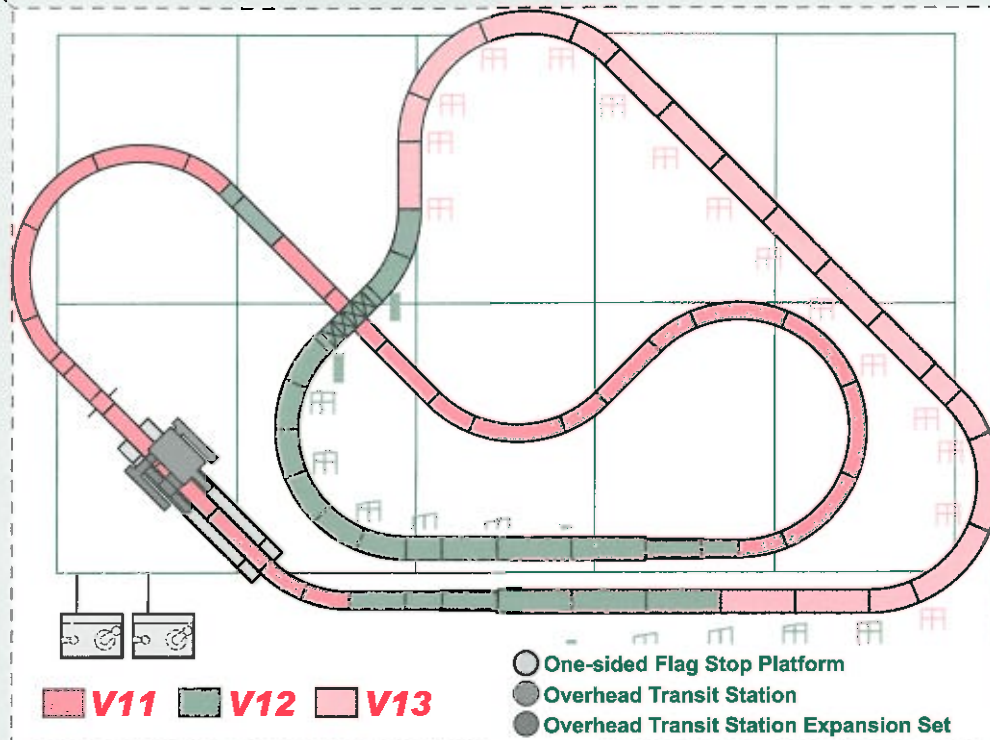 One-sided Flag Stop Platform
Overhead Transit Station
Overhead Transit Station Expansion Set
V11 V12 V13